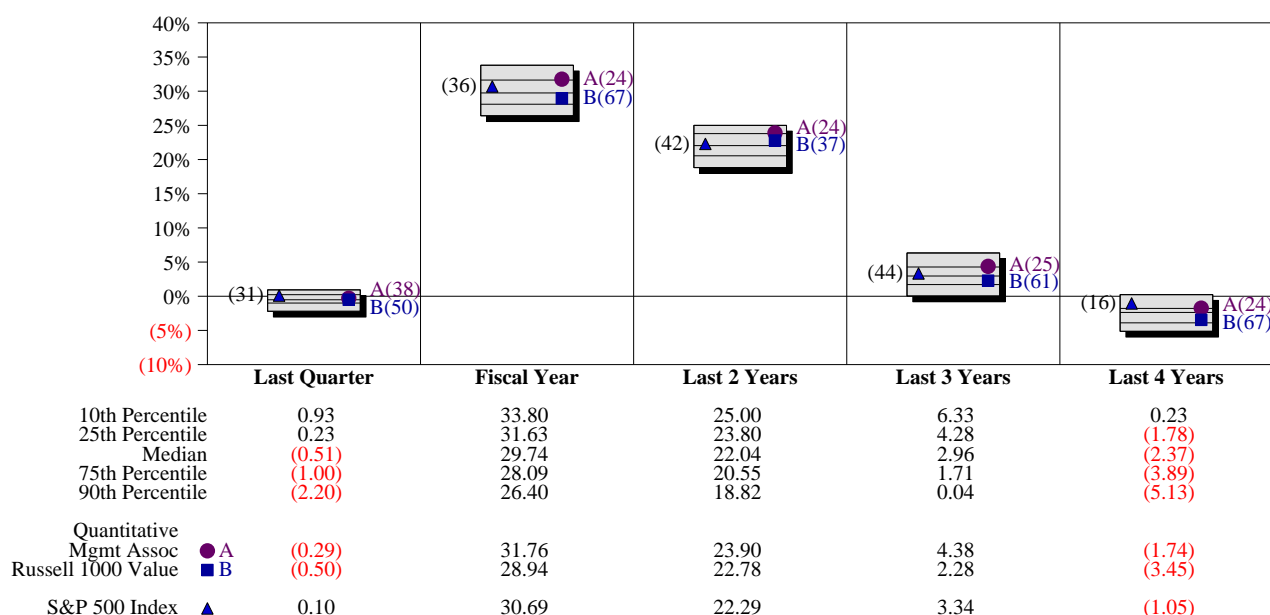 40%
35%
30%
25%
20%
15%
10%
5%
0%
(5%)
(10%)
(31)
A(38)
B(50)
(36)
A(24)
B(67)
(42)
A(24)
B(37)
(44)
A(25)
B(61)
(16)
A(24)
B(67)
Last Quarter Fiscal Year Last 2 Years Last 3 Years Last 4 Years
10th Percentile 0.93 33.80 25.00 6.33 0.23
25th Percentile 0.23 31.63 23.80 4.28 (1.78)
Median (0.51) 29.74 22.04 2.96 (2.37)
75th Percentile (1.00) 28.09 20.55 1.71 (3.89)
90th Percentile (2.20) 26.40 18.82 0.04 (5.13)
Quantitative
Mgmt Assoc A (0.29) 31.76 23.90 4.38 (1.74)
Russell 1000 Value B (0.50) 28.94 22.78 2.28 (3.45)
S&P 500 Index 0.10 30.69 22.29 3.34 (1.05)